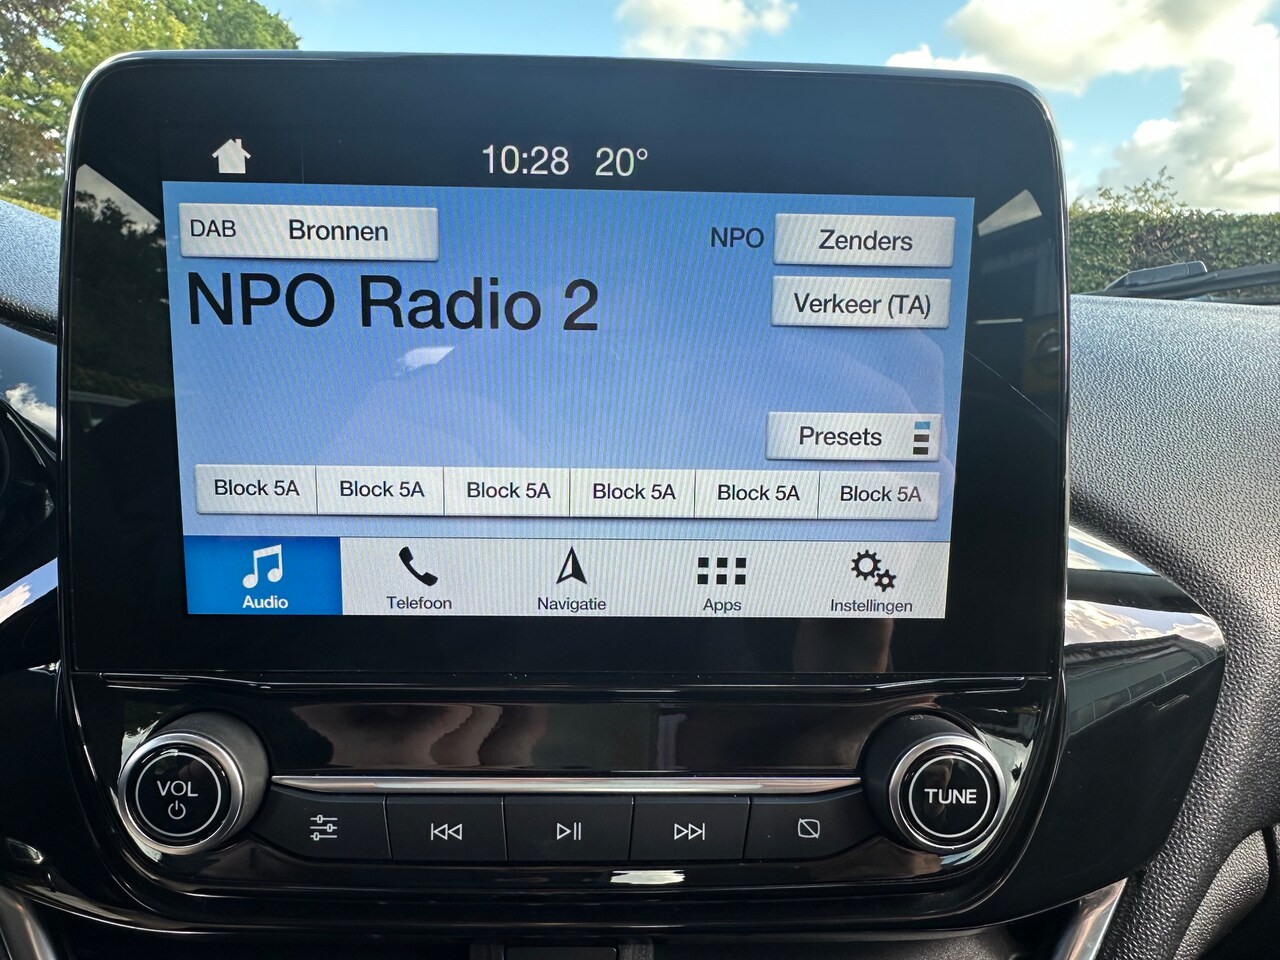 10:28 20°
DAB Bronnen
NPO Zenders
NPO Radio 2
Verkeer (TA)
Presets
Block 5A Block 5A Block 5A Block 5A Block 5A Block 5A
Audio Telefoon Navigatie Apps Instellingen
VOL
TUNE